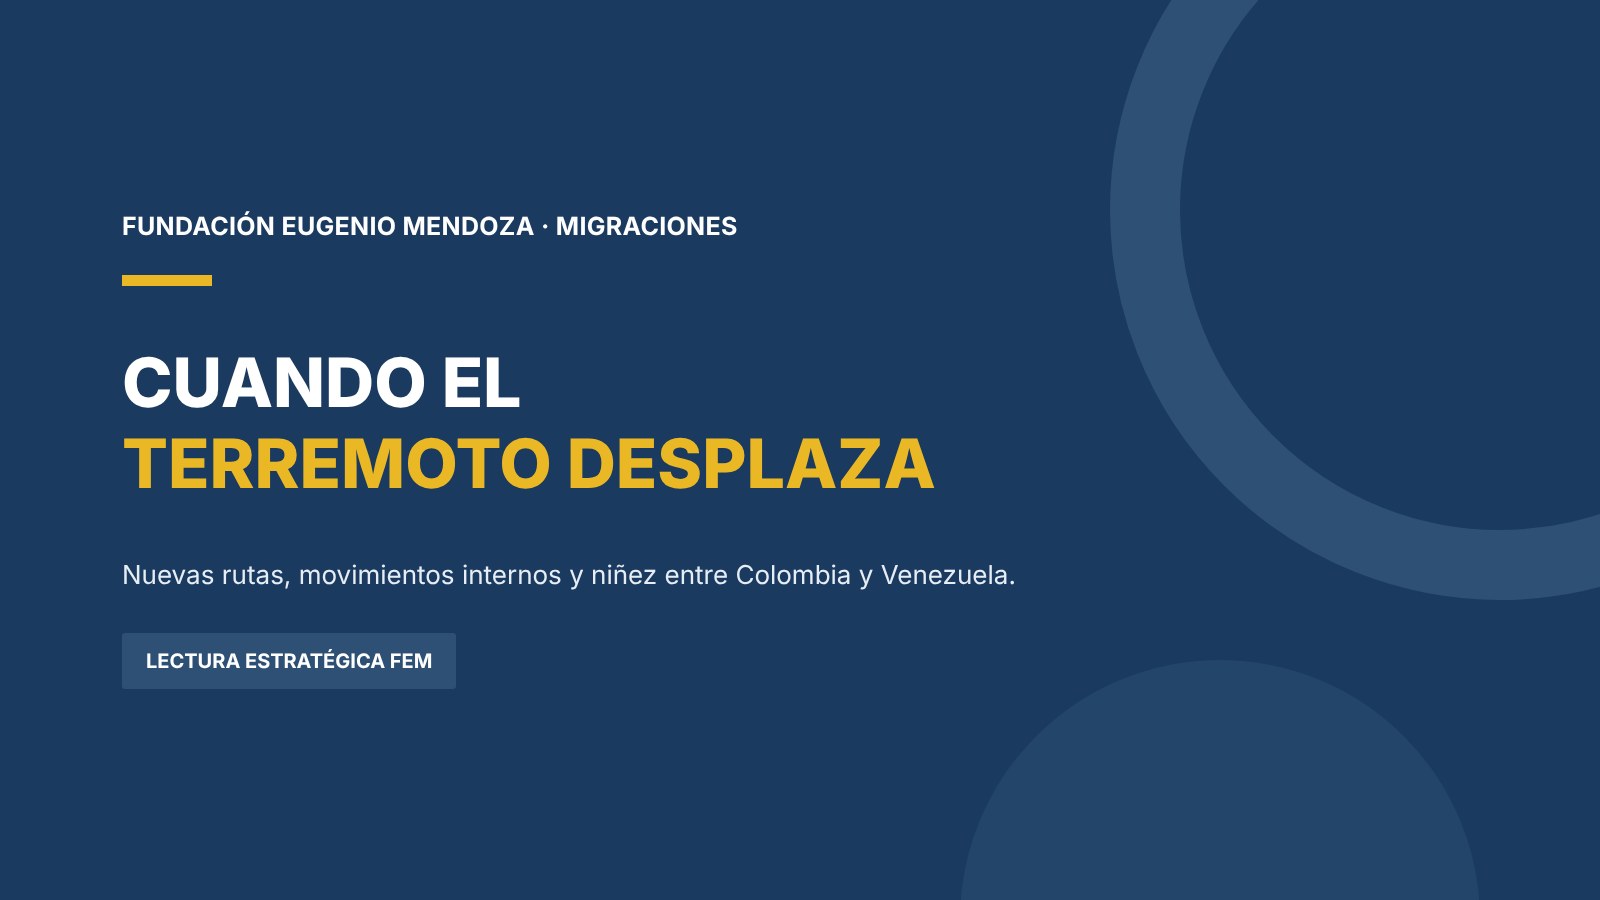 FUNDACIÓN EUGENIO MENDOZA · MIGRACIONES
CUANDO EL
TERREMOTO DESPLAZA
Nuevas rutas, movimientos internos y niñez entre Colombia y Venezuela.
LECTURA ESTRATÉGICA FEM